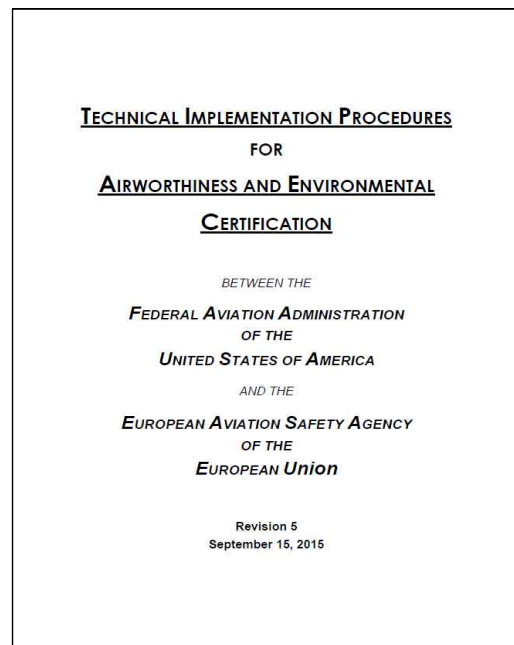 TECHNICAL IMPLEMENTATION PROCEDURES
FOR
AIRWORTHINESS AND ENVIRONMENTAL
CERTIFICATION
BETWEEN THE
FEDERAL AVIATION ADMINISTRATION
OF THE
UNITED STATES OF AMERICA
AND THE
EUROPEAN AVIATION SAFETY AGENCY
OF THE
EUROPEAN Union
Revision 5
September 15, 2015